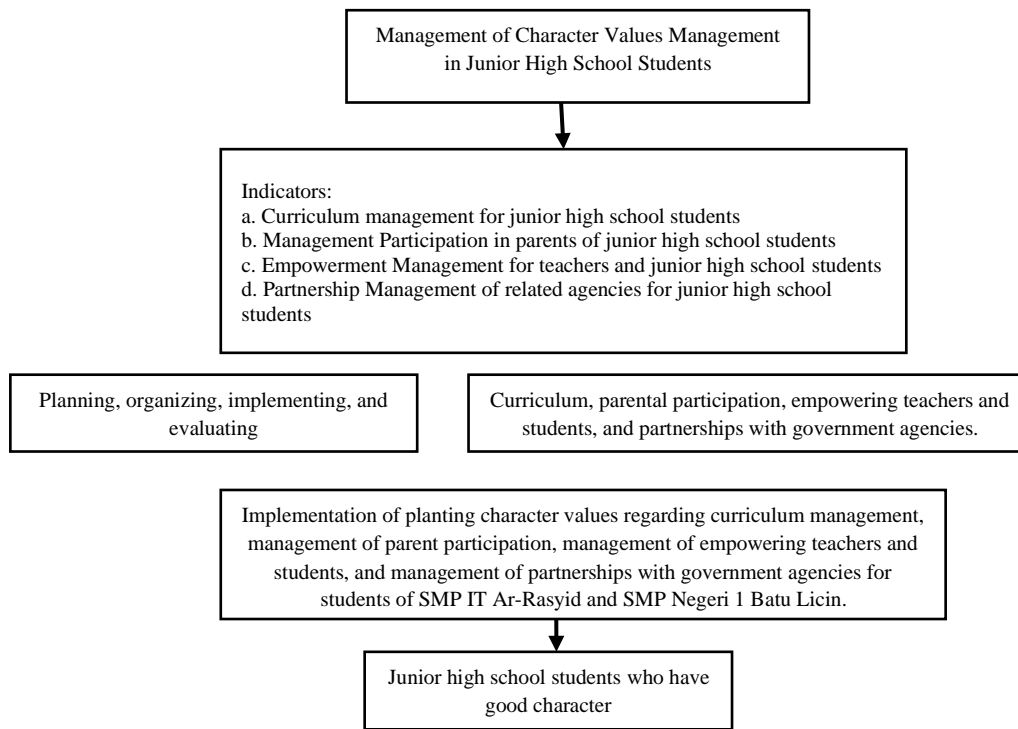 Management of Character Values Management
in Junior High School Students
Indicators:
a. Curriculum management for junior high school students
b. Management Participation in parents of junior high school students
c. Empowerment Management for teachers and junior high school students
d. Partnership Management of related agencies for junior high school
students
Planning, organizing, implementing, and
evaluating
Curriculum, parental participation, empowering teachers and
students, and partnerships with government agencies.
Implementation of planting character values regarding curriculum management,
management of parent participation, management of empowering teachers and
students, and management of partnerships with government agencies for
students of SMP IT Ar-Rasyid and SMP Negeri 1 Batu Licin.
Junior high school students who have
good character